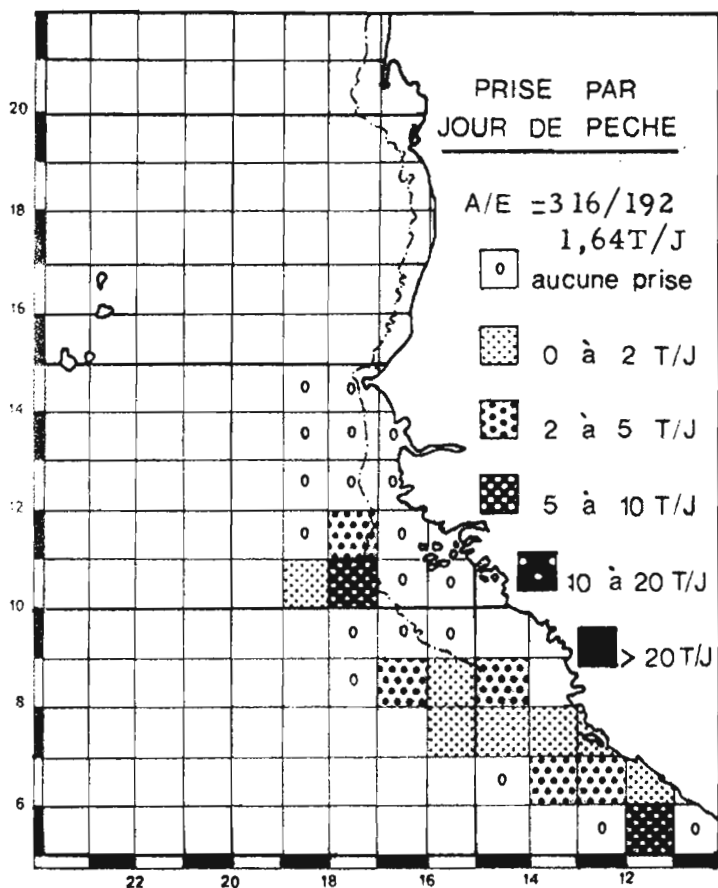 PRISE PAR
JOUR DE PECHE
A/E =316/192
1,64T/J
o aucune prise
0 à 2 T/J
2 à 5 T/J
5 à 10 T/J
10 à 20 T/J
> 20 T/J
20
18
16
14
12
10
8
6
22
20
18
16
14
12
o o
o o o
o o o
o o
o o
o o o
o
o
o o